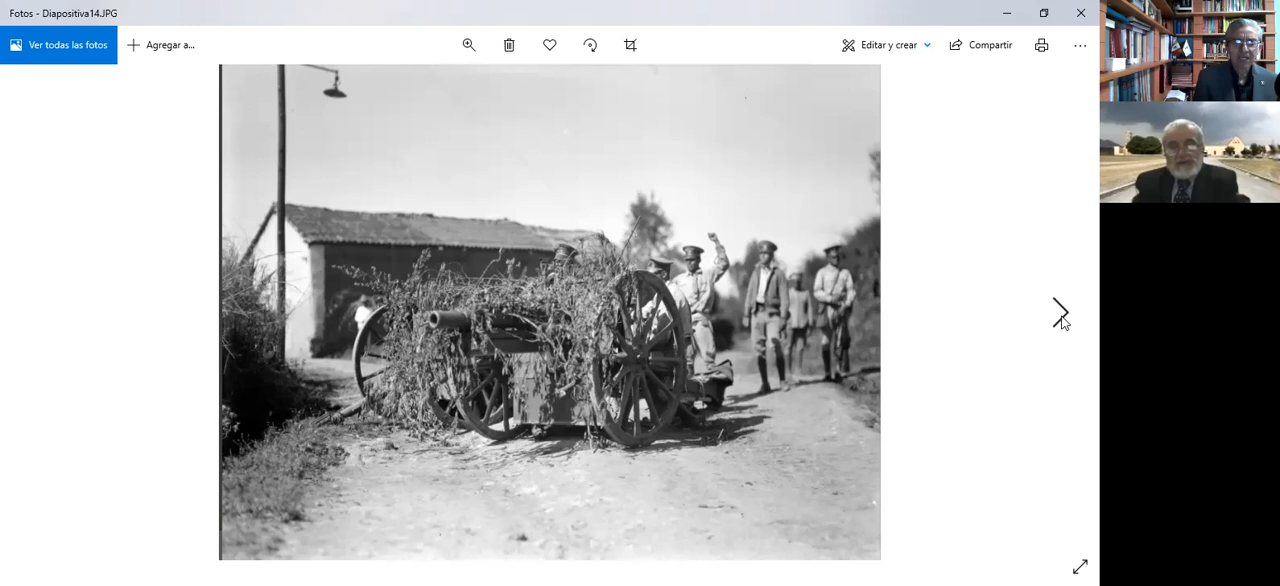 Fotos - Diapositiva14.JPG
Ver todas las fotos
Agregar a...
Editar y crear
Compartir